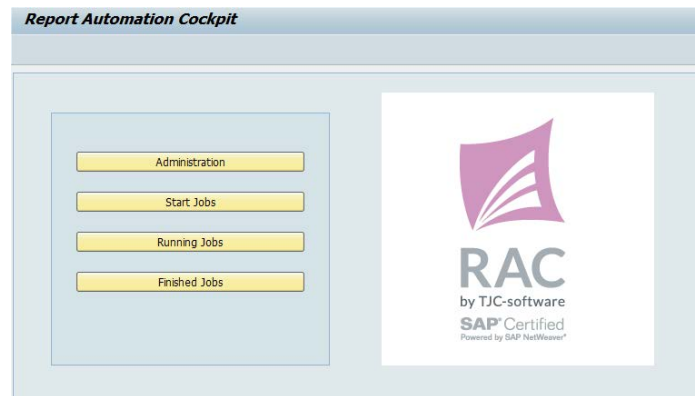 Report Automation Cockpit
Administration
Start Jobs
Running Jobs
Finished Jobs
RAC
by TJC-software
SAP® Certified
Powered by SAP NetWeaver®